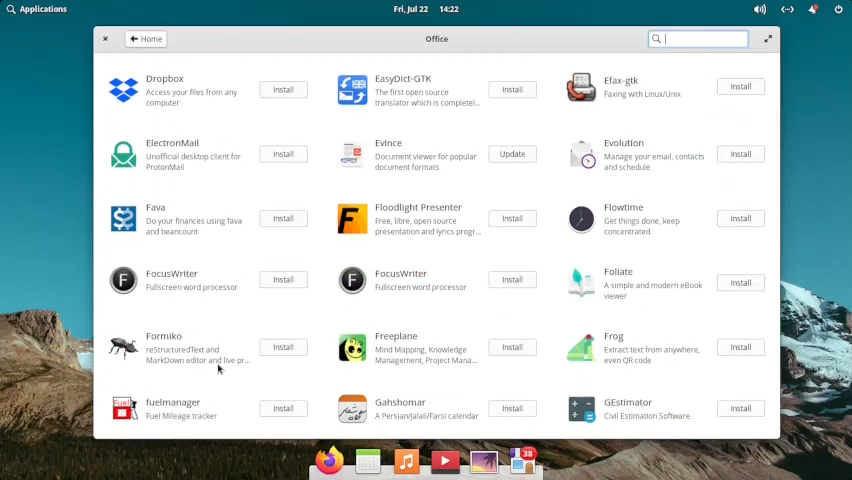 Applications
Fri, Jul 22 14:22
Home
Office
Dropbox
Access your files from any
computer
Install
EasyDict-GTK
The first open source
translator which is completel...
Install
Efax-gtk
Faxing with Linux/Unix
Install
ElectronMail
Unofficial desktop client for
ProtonMail
Install
Evince
Document viewer for popular
document formats
Update
Evolution
Manage your email, contacts
and schedule
Install
Fava
Do your finances using fava
and beancount
Install
Floodlight Presenter
Free, libre, open source
presentation and lyrics progr...
Install
Flowtime
Get things done, keep
concentrated
Install
F
FocusWriter
Fullscreen word processor
Install
F
FocusWriter
Fullscreen word processor
Install
Foliate
A simple and modern eBook
viewer
Install
Formiko
reStructuredText and
MarkDown editor and live pr...
Install
Freeplane
Mind Mapping, Knowledge
Management, Project Mana...
Install
Frog
Extract text from anywhere,
even QR code
Install
Fuel
fuelmanager
Fuel Mileage tracker
Install
Gahshomar
A Persian/Jalali/Farsi calendar
Install
GEstimator
Civil Estimation Software
Install
38